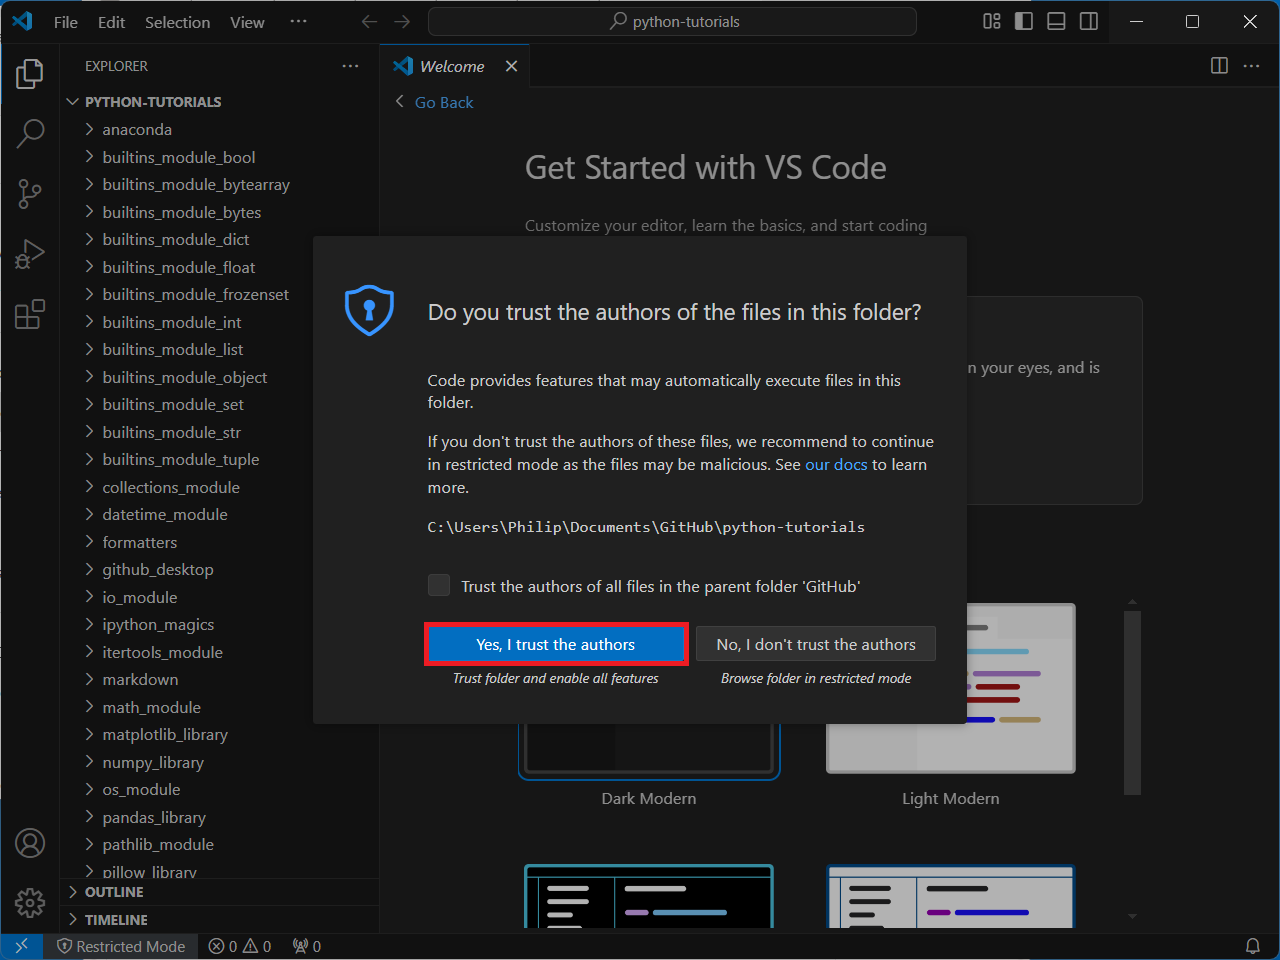 File Edit Selection View ··· python-tutorials
EXPLORER ···
Welcome
PYTHON-TUTORIALS
Go Back
anaconda
builtins_module_bool
Get Started with VS Code
builtins_module_bytearray
builtins_module_bytes
Customize your editor, learn the basics, and start coding
builtins_module_dict
builtins_module_float
builtins_module_frozenset
builtins_module_int
builtins_module_list
builtins_module_object
builtins_module_set
builtins_module_str
builtins_module_tuple
collections_module
datetime_module
formatters
github_desktop
io_module
ipython_magics
itertools_module
markdown
math_module
matplotlib_library
numpy_library
os_module
pandas_library
pathlib_module
pillow_library
OUTLINE
TIMELINE
Do you trust the authors of the files in this folder?
n your eyes, and is
Code provides features that may automatically execute files in this
folder.
If you don't trust the authors of these files, we recommend to continue
in restricted mode as the files may be malicious. See our docs to learn
more.
C:\Users\Philip\Documents\GitHub\python-tutorials
Trust the authors of all files in the parent folder 'GitHub'
Yes, I trust the authors
No, I don't trust the authors
Trust folder and enable all features
Browse folder in restricted mode
Dark Modern
Light Modern
Restricted Mode 0 0 0